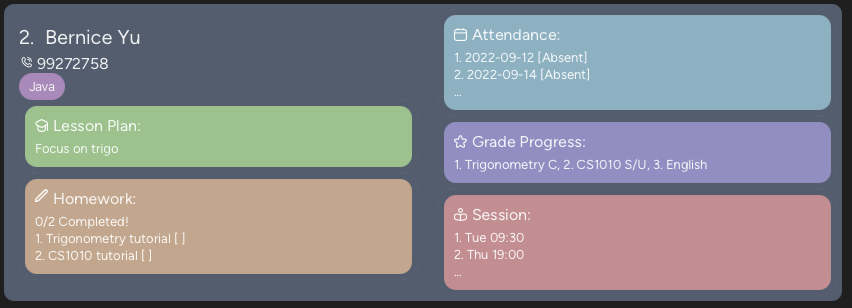 2. Bernice Yu
99272758
Java
Lesson Plan:
Focus on trigo
Homework:
0/2 Completed!
1. Trigonometry tutorial [ ]
2. CS1010 tutorial [ ]
Attendance:
1. 2022-09-12 [Absent]
2. 2022-09-14 [Absent]
...
Grade Progress:
1. Trigonometry C, 2. CS1010 S/U, 3. English
Session:
1. Tue 09:30
2. Thu 19:00
...